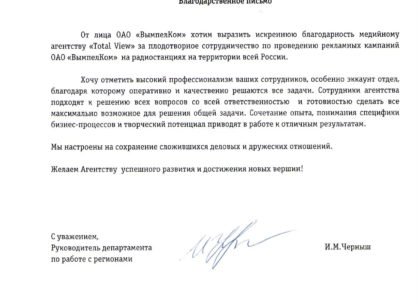 Благодарственное письмо
От лица ОАО «ВымпелКом» хотим выразить искреннюю благодарность медийному
агентству «Total View» за плодотворное сотрудничество по проведению рекламных кампаний
ОАО «ВымпелКом» на радиостанциях на территории всей России.
Хочу отметить высокий профессионализм ваших сотрудников, особенно эккаунт отдел,
благодаря которому оперативно и качественно решаются все задачи. Сотрудники агентства
подходят к решению всех вопросов со всей ответственностью и готовностью сделать все
максимально возможное для решения общей задачи. Сочетание опыта, понимания специфики
бизнес-процессов и творческий потенциал приводят в работе к отличным результатам.
Мы настроены на сохранение сложившихся деловых и дружеских отношений.
Желаем Агентству успешного развития и достижения новых вершин!
С уважением,
Руководитель департамента
по работе с регионами
И.М.Черныш